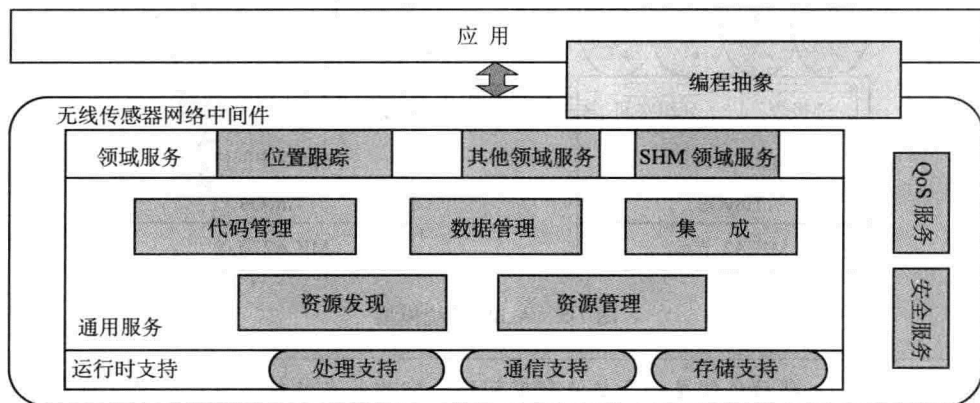 应 用
编程抽象
无线传感器网络中间件
领域服务 位置跟踪 其他领域服务 SHM 领域服务
代码管理 数据管理 集 成
资源发现 资源管理
通用服务
运行时支持 处理支持 通信支持 存储支持
QoS 服务
安全服务